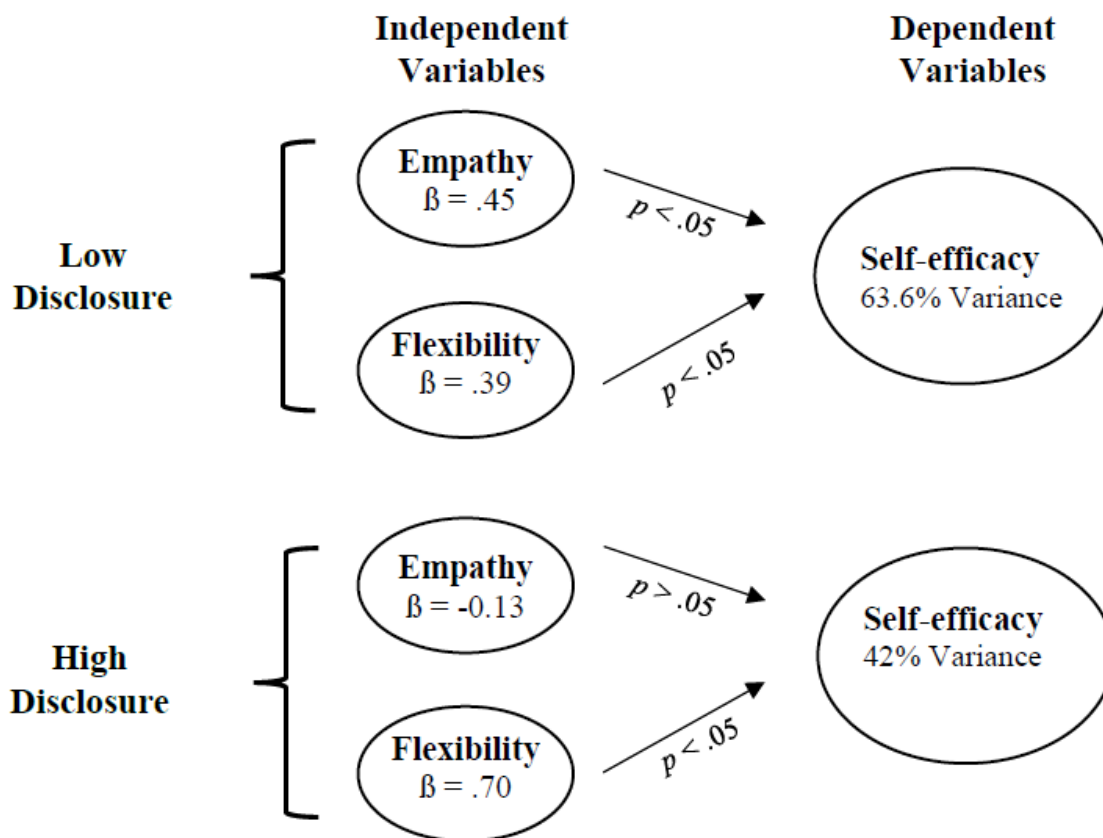 Independent
Variables
Dependent
Variables
Low
Disclosure
Empathy
ß = .45
p < .05
Flexibility
ß = .39
p < .05
Self-efficacy
63.6% Variance
High
Disclosure
Empathy
ß = -0.13
p > .05
Flexibility
ß = .70
p < .05
Self-efficacy
42% Variance